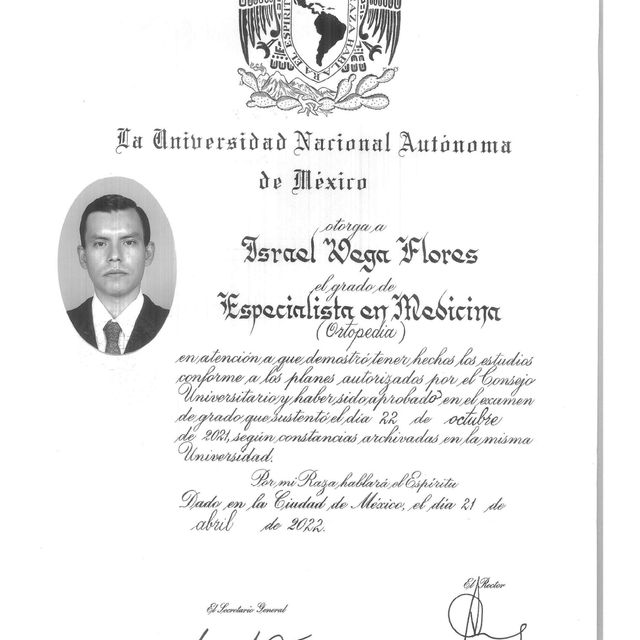 EL ESPIRITU
RAZA HABLARA
La Universidad Nacional Autónoma
de México
otorga a
Israel Vega Flores
el grado de
Especialista en Medicina
(Ortopedia)
en atención a que demostró tener hechos los estudios
conforme a los planes autorizados por el Consejo
Universitario y haber sido aprobado en el examen
de grado que sustentó el día 22 de octubre
de 2021, según constancias archivadas en la misma
Universidad.
Por mi Raza hablará el Espíritu
Dado en la Ciudad de México, el día 21 de
abril de 2022.
El Rector
El Secretario General